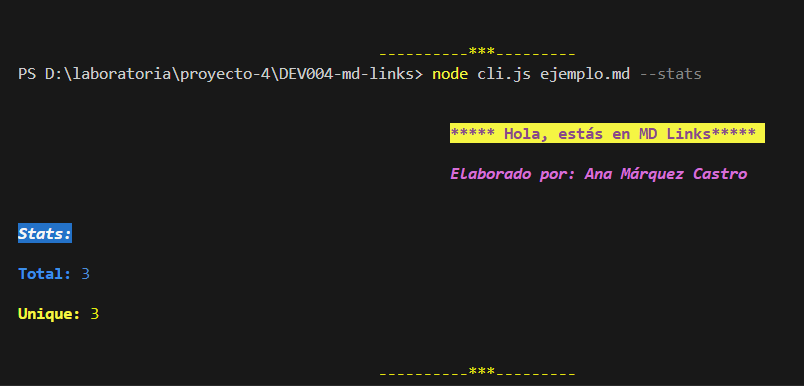 ----------***---------
PS D:\laboratoria\proyecto-4\DEV004-md-links> node cli.js ejemplo.md --stats
***** Hola, estás en MD Links*****
Elaborado por: Ana Márquez Castro
Stats:
Total: 3
Unique: 3
----------***---------